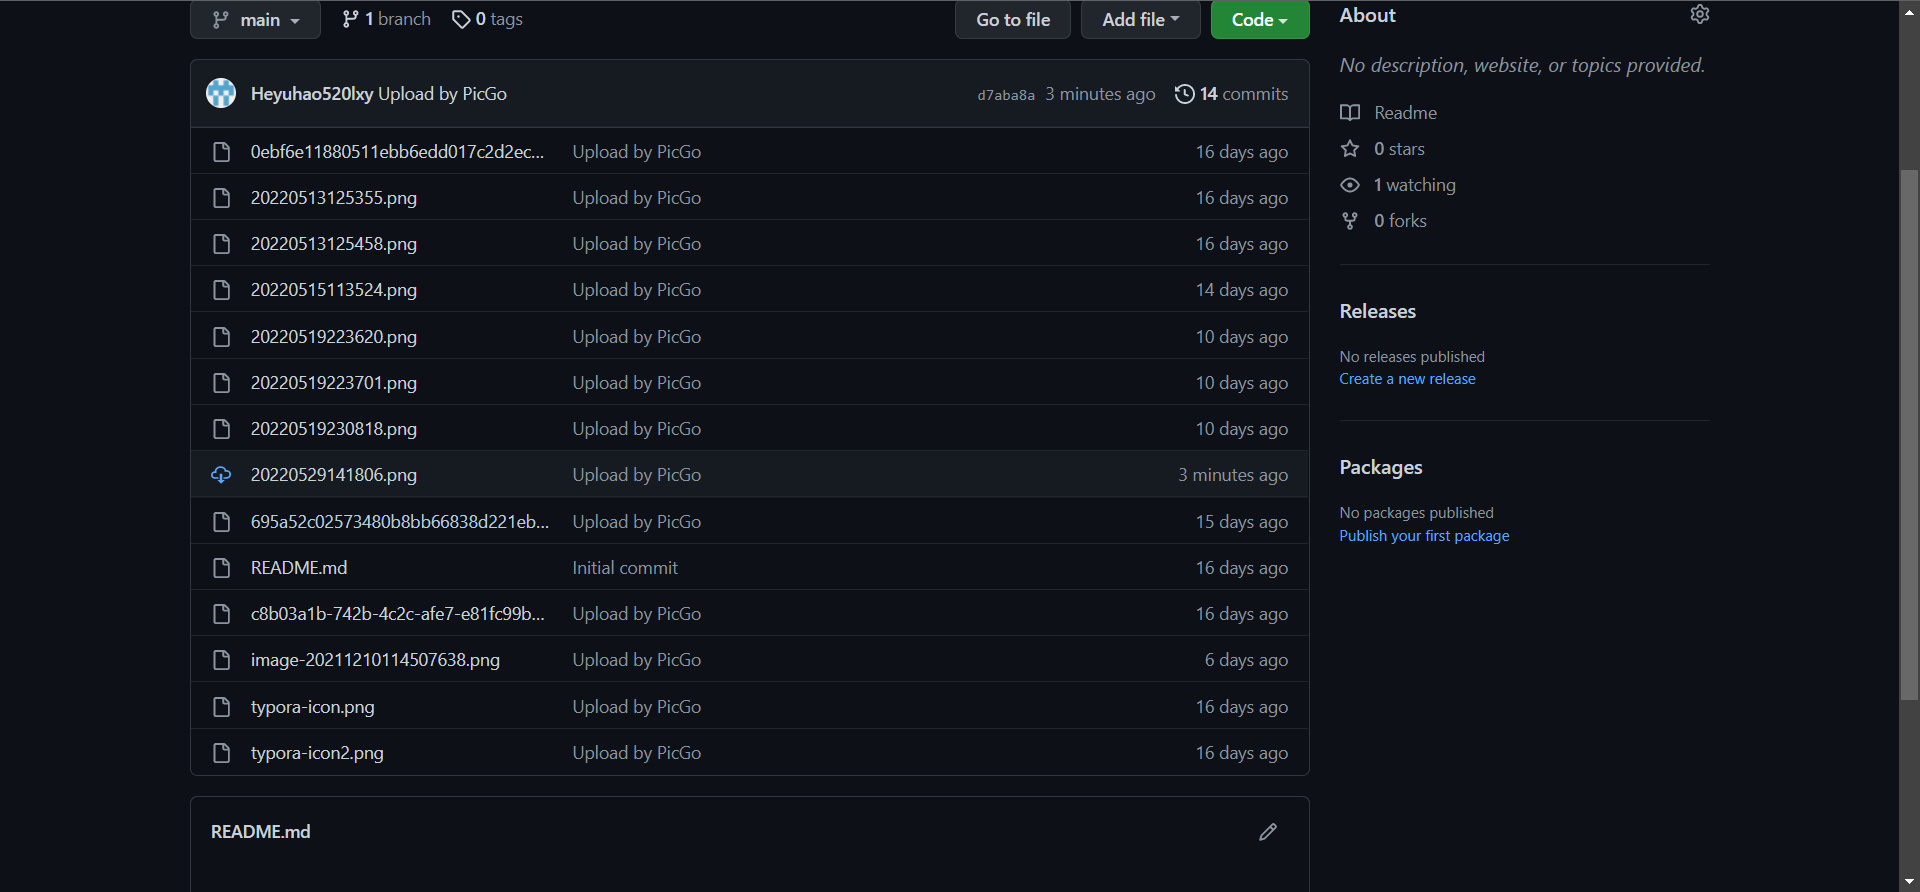 main
1 branch
0 tags
Go to file
Add file
Code
Heyuhao520lxy Upload by PicGo
d7aba8a 3 minutes ago
14 commits
0ebf6e11880511ebb6edd017c2d2ec... Upload by PicGo 16 days ago
20220513125355.png Upload by PicGo 16 days ago
20220513125458.png Upload by PicGo 16 days ago
20220515113524.png Upload by PicGo 14 days ago
20220519223620.png Upload by PicGo 10 days ago
20220519223701.png Upload by PicGo 10 days ago
20220519230818.png Upload by PicGo 10 days ago
20220529141806.png Upload by PicGo 3 minutes ago
695a52c02573480b8bb66838d221eb... Upload by PicGo 15 days ago
README.md Initial commit 16 days ago
c8b03a1b-742b-4c2c-afe7-e81fc99b... Upload by PicGo 16 days ago
image-20211210114507638.png Upload by PicGo 6 days ago
typora-icon.png Upload by PicGo 16 days ago
typora-icon2.png Upload by PicGo 16 days ago
README.md
About
No description, website, or topics provided.
Readme
0 stars
1 watching
0 forks
Releases
No releases published
Create a new release
Packages
No packages published
Publish your first package